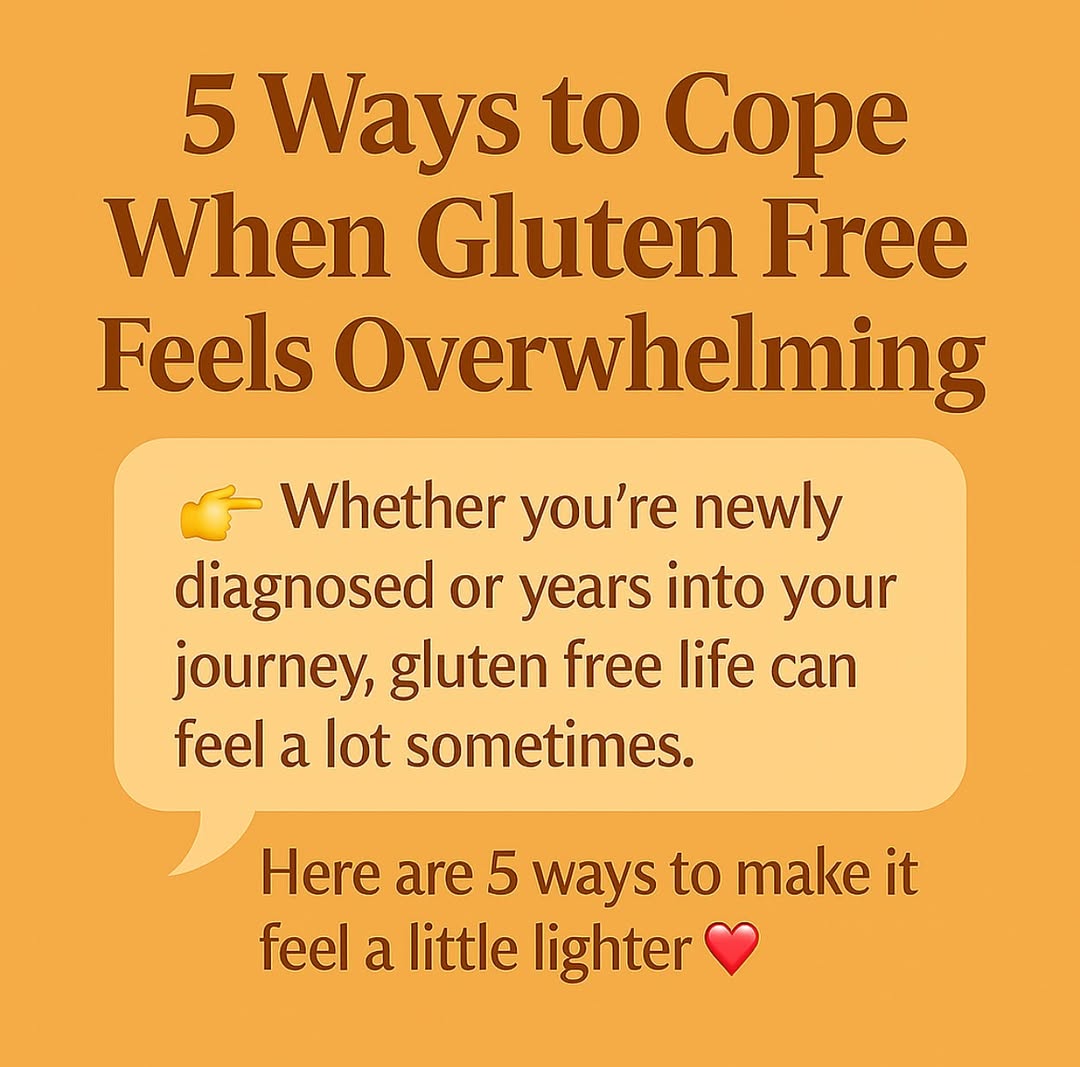 5 Ways to Cope
When Gluten Free
Feels Overwhelming
👉 Whether you’re newly
diagnosed or years into your
journey, gluten free life can
feel a lot sometimes.
Here are 5 ways to make it
feel a little lighter ❤️